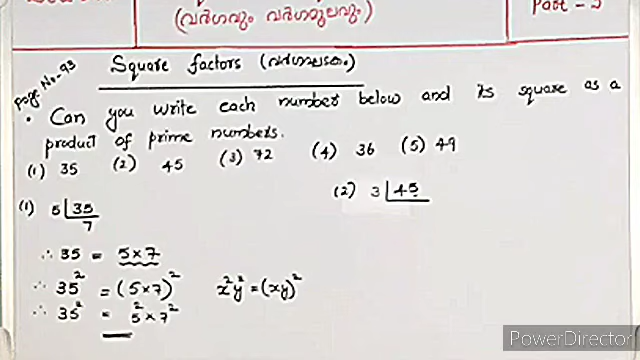 (വർഗവും വർഗമൂലവും)
Part - 3
Page No-93
Square factors (വർഗഘടകം)
• Can you write each number below and its square as a
product of prime numbers.
(1) 35 (2) 45 (3) 72 (4) 36 (5) 49
(1) 5 | 35
7
(2) 3 | 45
∴ 35 = 5×7
∴ 35² = (5×7)² x²y² = (xy)²
∴ 35² = 5² × 7²
PowerDirector